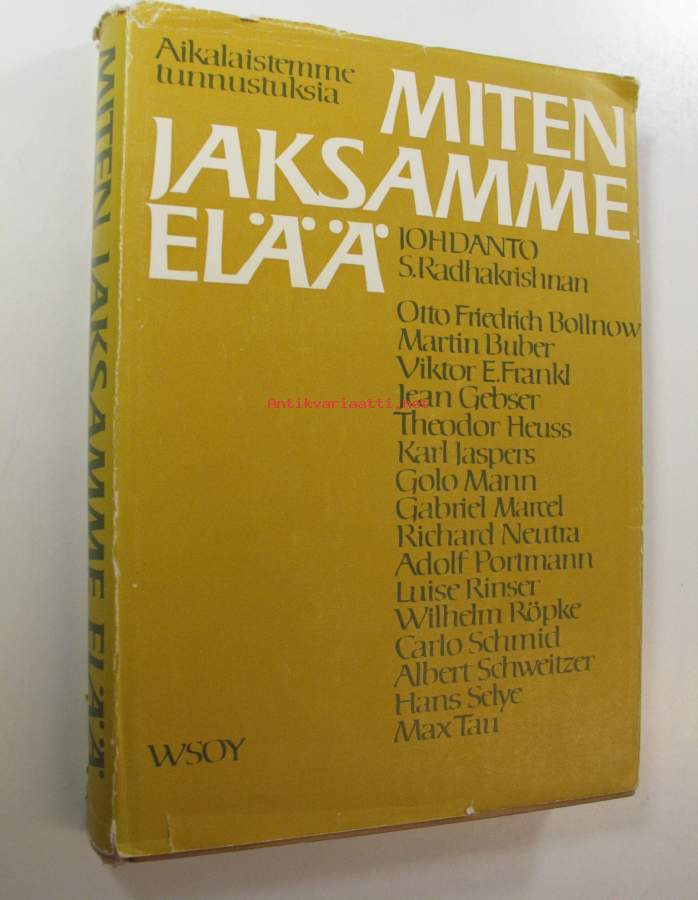 Aikalaistemme
tunnustuksia
MITEN
JAKSAMME
ELÄÄ
JOHDANTO
S.Radhakrishnan
Otto Friedrich Bollnow
Martin Buber
Viktor E.Frankl
Jean Gebser
Theodor Heuss
Karl Jaspers
Golo Mann
Gabriel Marcel
Richard Neutra
Adolf Portmann
Luise Rinser
Wilhelm Röpke
Carlo Schmid
Albert Schweitzer
Hans Selye
Max Tau
WSOY
MITEN JAKSAMME ELÄÄ
Antikvariaatti.net